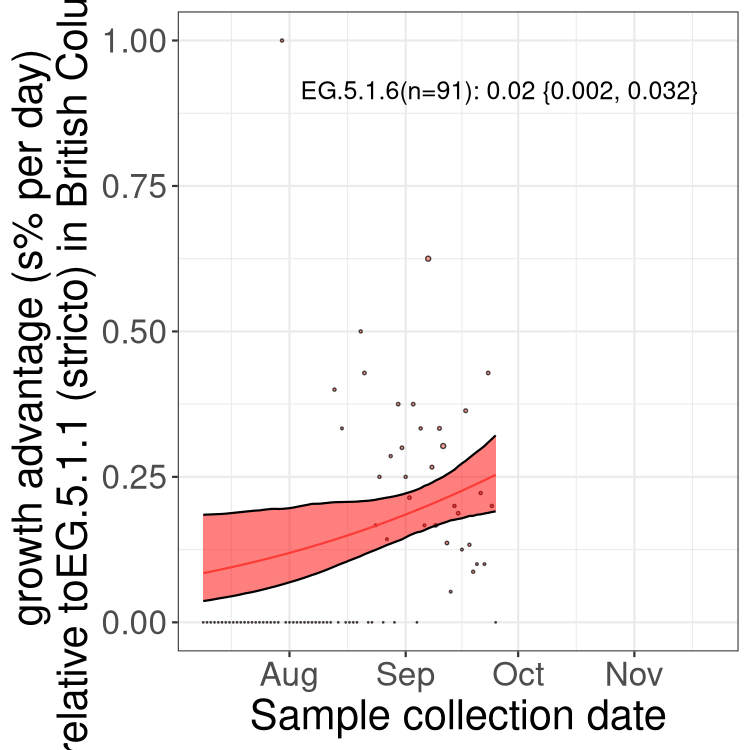 growth advantage (s% per day)
relative toEG.5.1.1 (stricto) in British Colu
1.00
0.75
0.50
0.25
0.00
EG.5.1.6(n=91): 0.02 {0.002, 0.032}
Aug Sep Oct Nov
Sample collection date